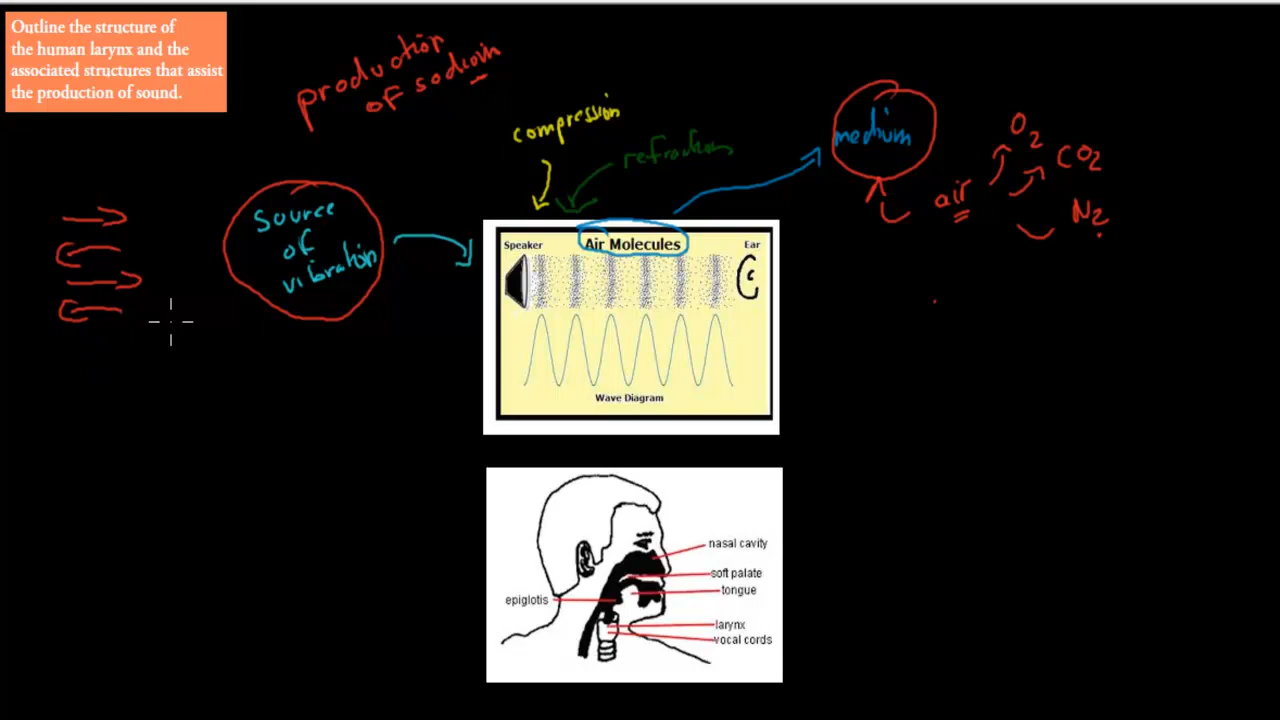 Outline the structure of
the human larynx and the
associated structures that assist
the production of sound.
production
of sodium
compression
refractions
medium
air
O2
CO2
N2
Source
of
vibration
Speaker
Air Molecules
Ear
Wave Diagram
nasal cavity
soft palate
tongue
epiglotis
larynx
vocal cords